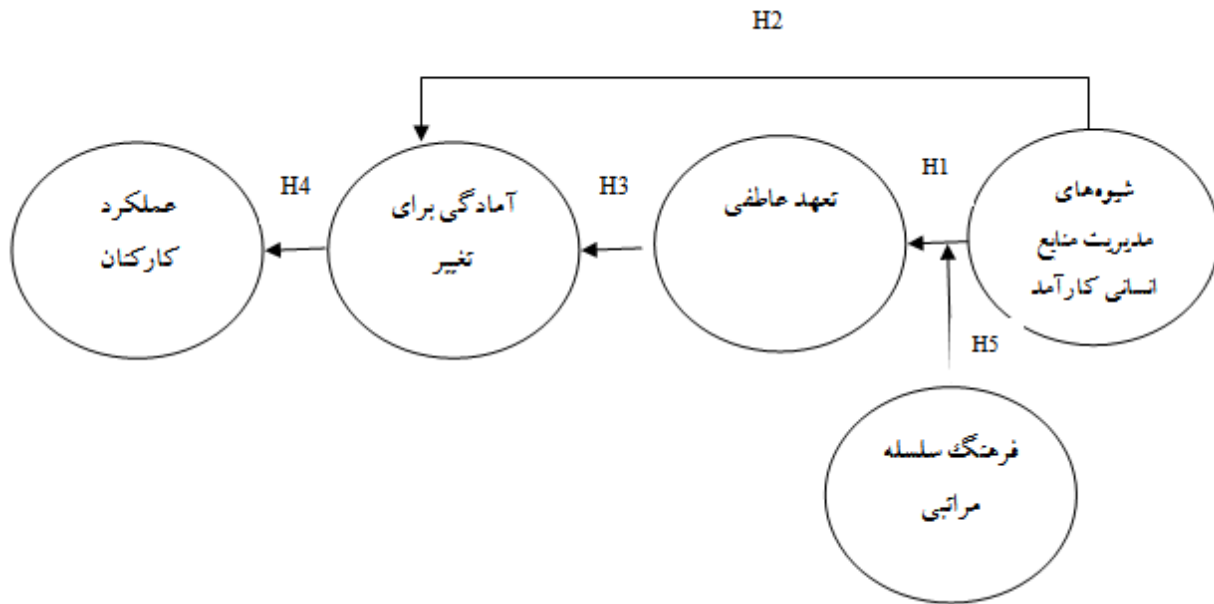 H2
شیوه‌های
مدیریت منابع
انسانی کارآمد
H1
تعهد عاطفی
H3
آمادگی برای
تغییر
H4
عملکرد
کارکنان
H5
فرهنگ سلسله
مراتبی